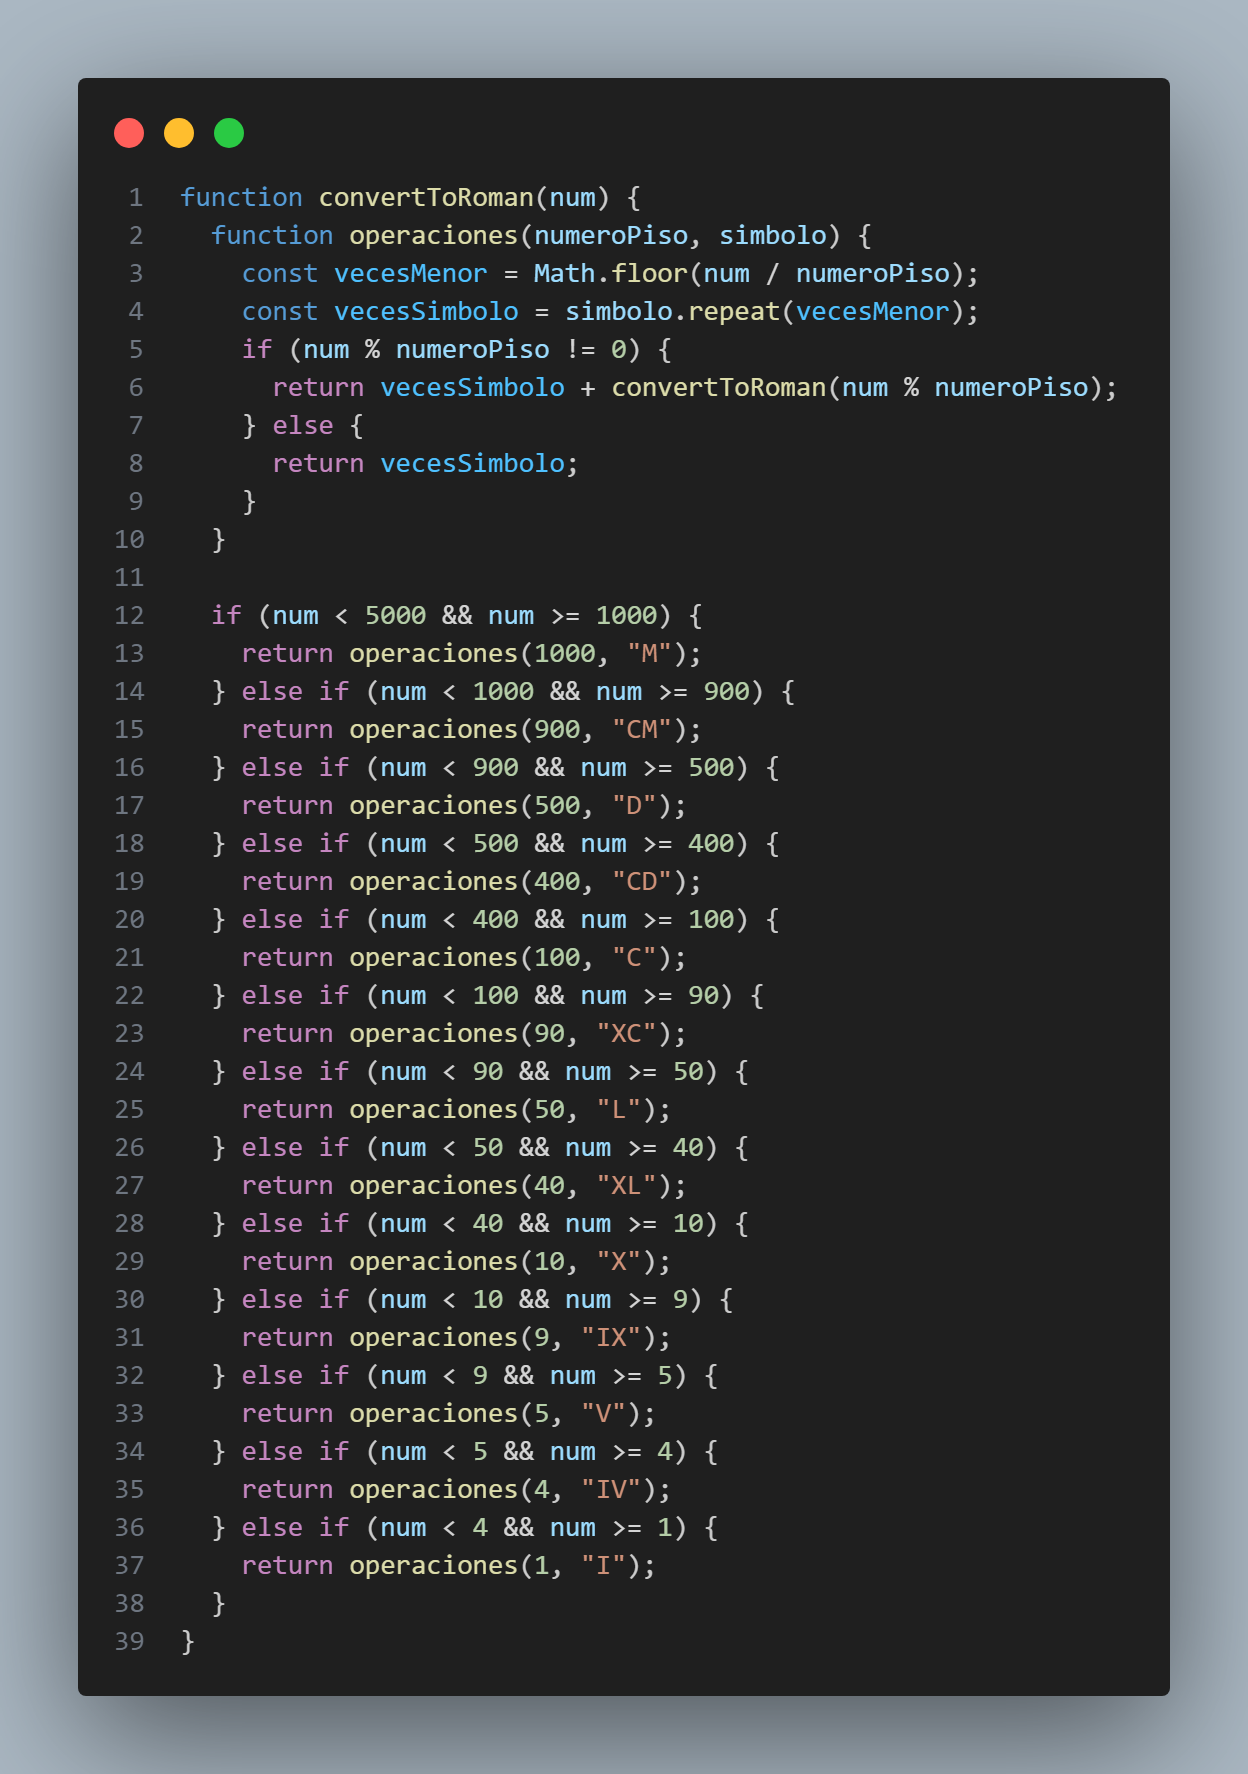 1 function convertToRoman(num) {
2   function operaciones(numeroPiso, simbolo) {
3     const vecesMenor = Math.floor(num / numeroPiso);
4     const vecesSimbolo = simbolo.repeat(vecesMenor);
5     if (num % numeroPiso != 0) {
6       return vecesSimbolo + convertToRoman(num % numeroPiso);
7     } else {
8       return vecesSimbolo;
9     }
10   }
11
12   if (num < 5000 && num >= 1000) {
13     return operaciones(1000, "M");
14   } else if (num < 1000 && num >= 900) {
15     return operaciones(900, "CM");
16   } else if (num < 900 && num >= 500) {
17     return operaciones(500, "D");
18   } else if (num < 500 && num >= 400) {
19     return operaciones(400, "CD");
20   } else if (num < 400 && num >= 100) {
21     return operaciones(100, "C");
22   } else if (num < 100 && num >= 90) {
23     return operaciones(90, "XC");
24   } else if (num < 90 && num >= 50) {
25     return operaciones(50, "L");
26   } else if (num < 50 && num >= 40) {
27     return operaciones(40, "XL");
28   } else if (num < 40 && num >= 10) {
29     return operaciones(10, "X");
30   } else if (num < 10 && num >= 9) {
31     return operaciones(9, "IX");
32   } else if (num < 9 && num >= 5) {
33     return operaciones(5, "V");
34   } else if (num < 5 && num >= 4) {
35     return operaciones(4, "IV");
36   } else if (num < 4 && num >= 1) {
37     return operaciones(1, "I");
38   }
39 }